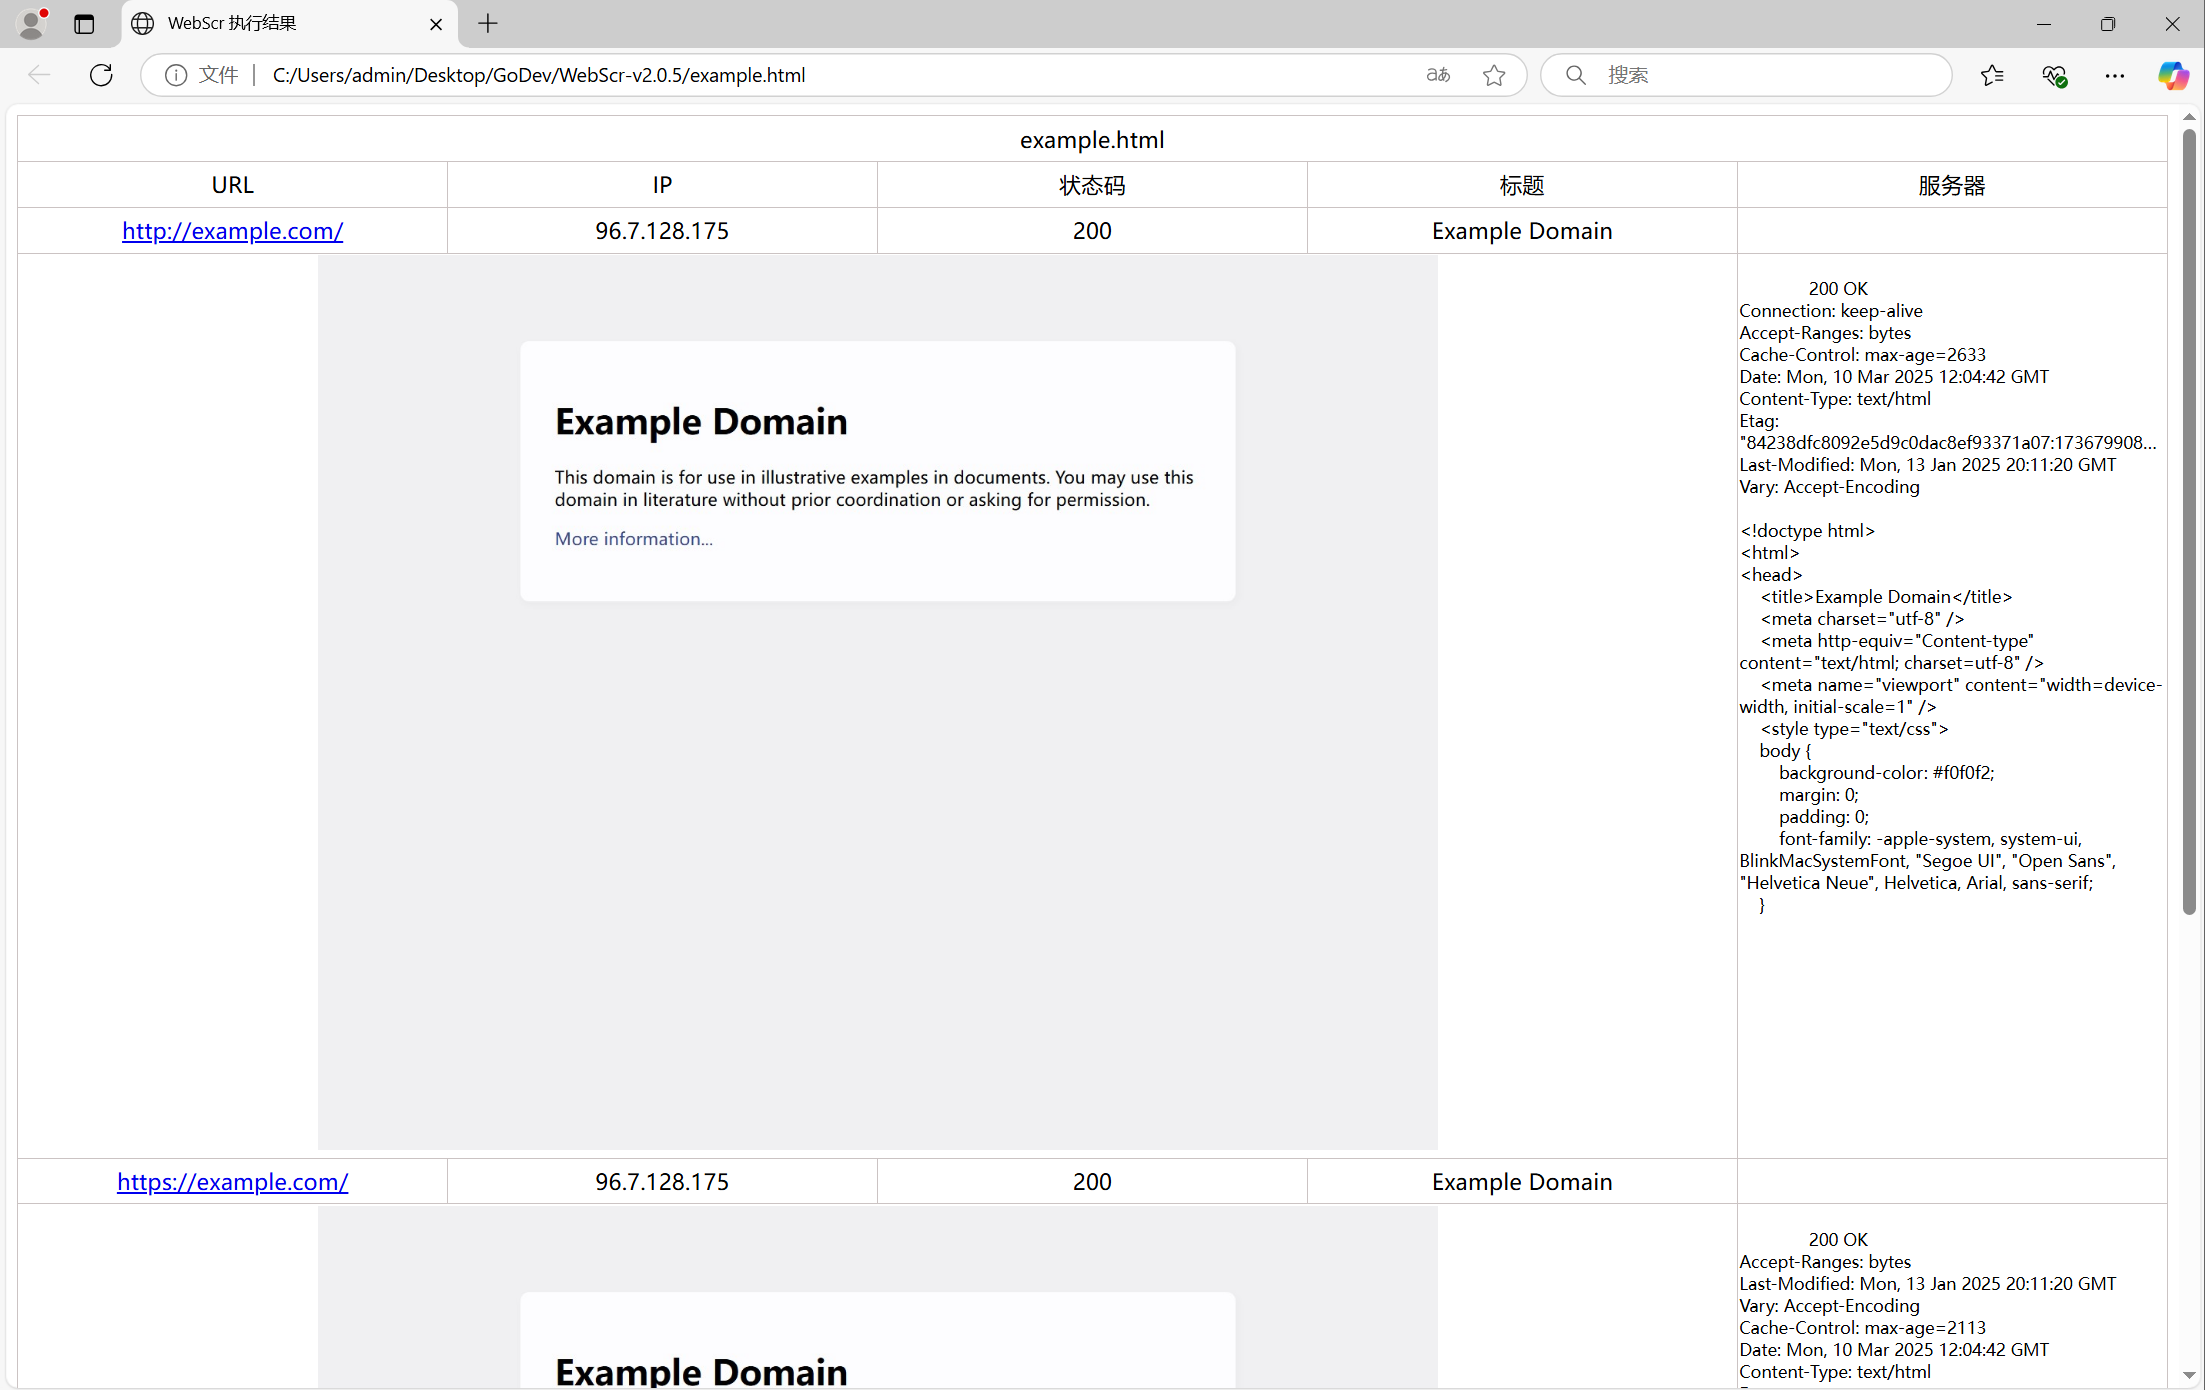 WebScr 执行结果
文件
C:/Users/admin/Desktop/GoDev/WebScr-v2.0.5/example.html
aあ
搜索
example.html
URL IP 状态码 标题 服务器
http://example.com/ 96.7.128.175 200 Example Domain
Example Domain
This domain is for use in illustrative examples in documents. You may use this
domain in literature without prior coordination or asking for permission.
More information...
200 OK
Connection: keep-alive
Accept-Ranges: bytes
Cache-Control: max-age=2633
Date: Mon, 10 Mar 2025 12:04:42 GMT
Content-Type: text/html
Etag:
"84238dfc8092e5d9c0dac8ef93371a07:173679908...
Last-Modified: Mon, 13 Jan 2025 20:11:20 GMT
Vary: Accept-Encoding
<!doctype html>
<html>
<head>
<title>Example Domain</title>
<meta charset="utf-8" />
<meta http-equiv="Content-type"
content="text/html; charset=utf-8" />
<meta name="viewport" content="width=device-
width, initial-scale=1" />
<style type="text/css">
body {
background-color: #f0f0f2;
margin: 0;
padding: 0;
font-family: -apple-system, system-ui,
BlinkMacSystemFont, "Segoe UI", "Open Sans",
"Helvetica Neue", Helvetica, Arial, sans-serif;
}
https://example.com/ 96.7.128.175 200 Example Domain
Example Domain
200 OK
Accept-Ranges: bytes
Last-Modified: Mon, 13 Jan 2025 20:11:20 GMT
Vary: Accept-Encoding
Cache-Control: max-age=2113
Date: Mon, 10 Mar 2025 12:04:42 GMT
Content-Type: text/html